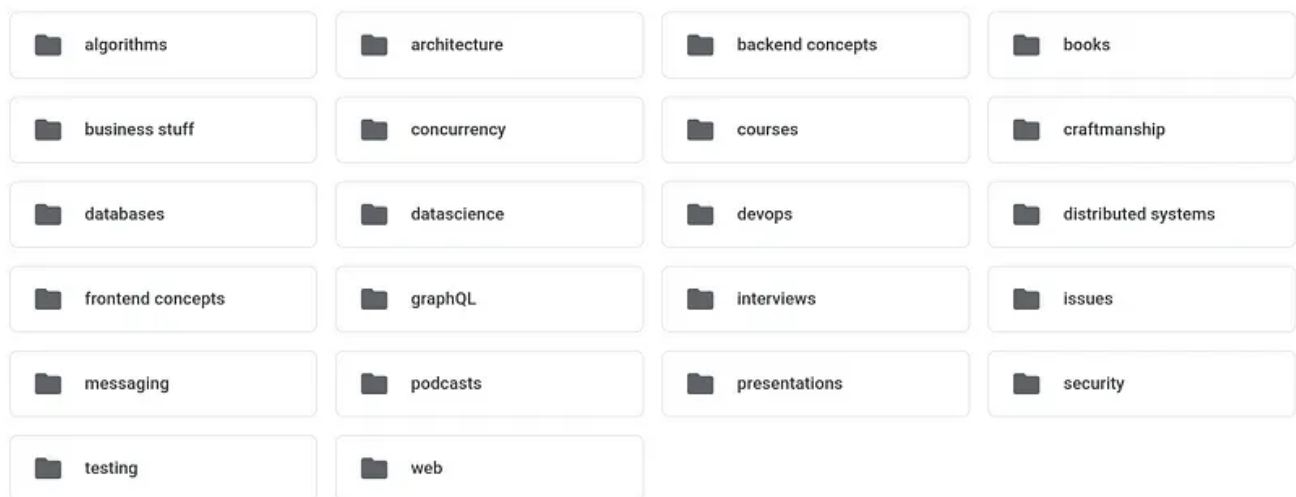 algorithms
architecture
backend concepts
books
business stuff
concurrency
courses
craftmanship
databases
datascience
devops
distributed systems
frontend concepts
graphQL
interviews
issues
messaging
podcasts
presentations
security
testing
web